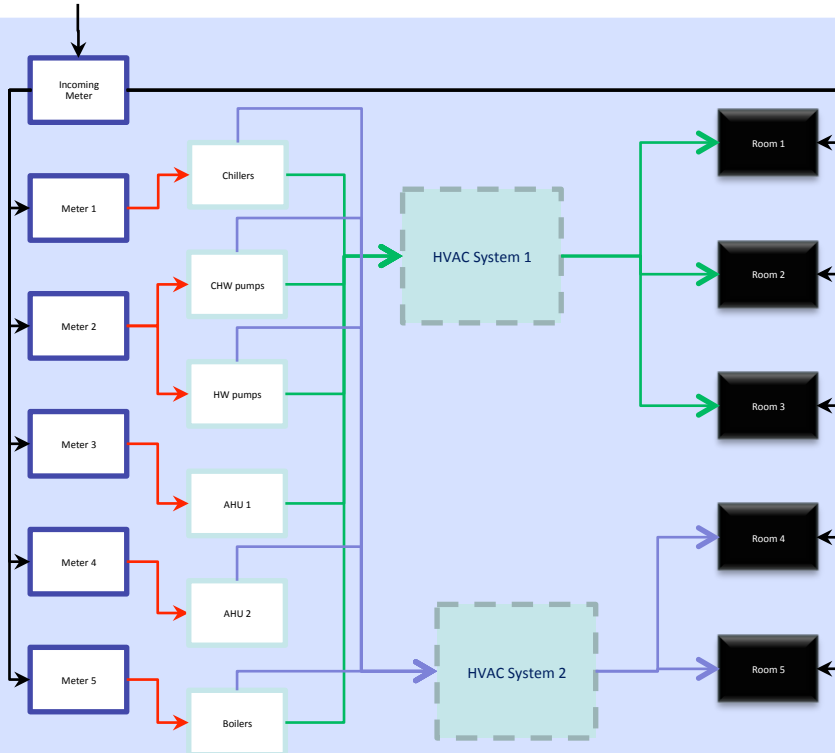 Incoming
Meter
Room 1
Chillers
Meter 1
HVAC System 1
Room 2
CHW pumps
Meter 2
HW pumps
Room 3
Meter 3
AHU 1
Room 4
Meter 4
AHU 2
Room 5
HVAC System 2
Meter 5
Boilers